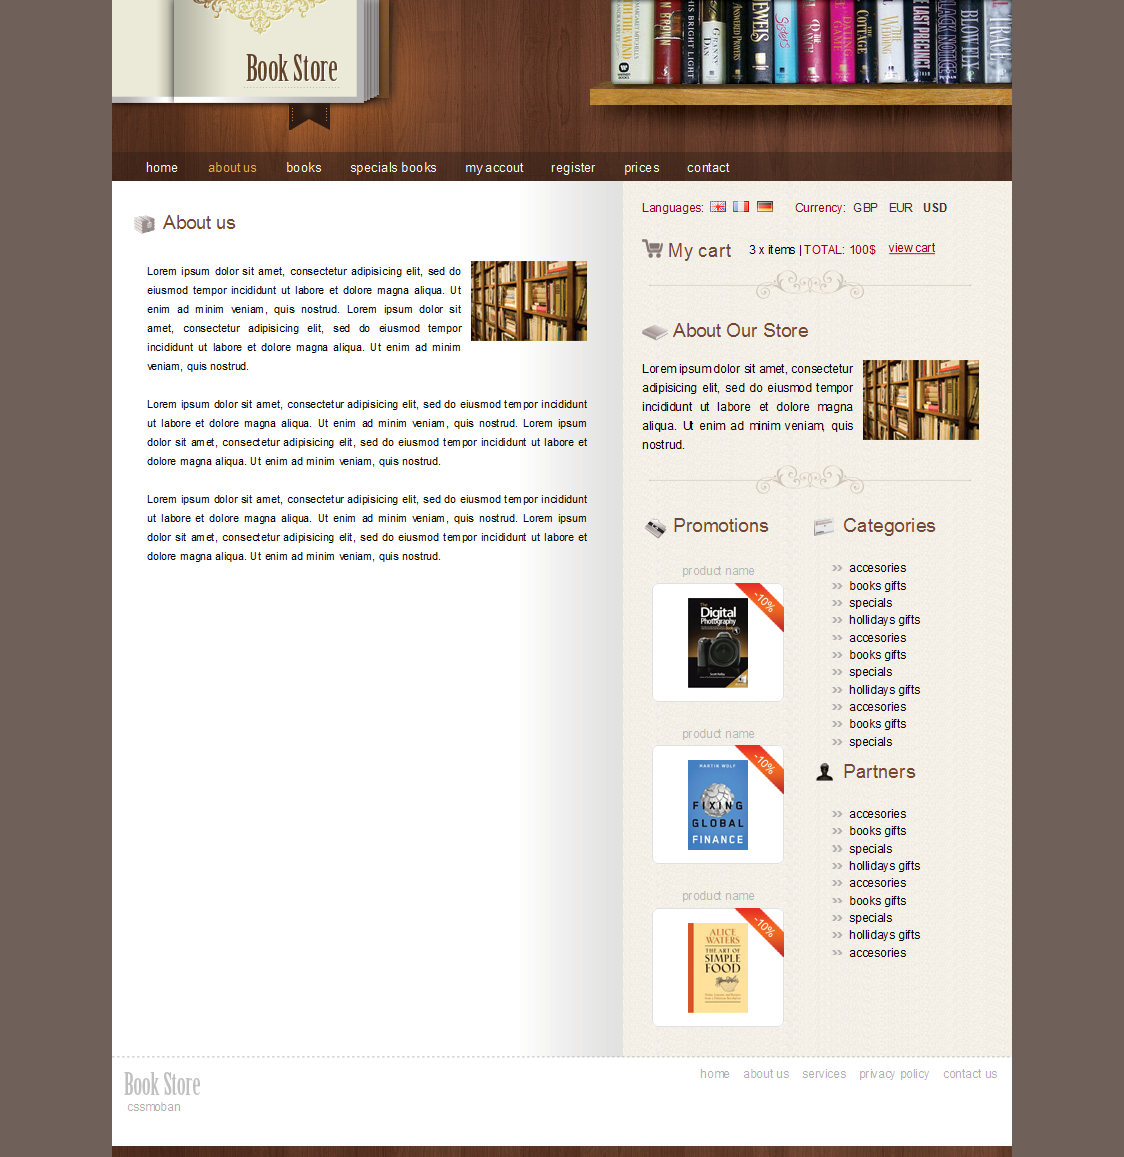 Book Store
home about us books specials books my accout register prices contact
About us
Lorem ipsum dolor sit amet, consectetur adipisicing elit, sed do
eiusmod tempor incididunt ut labore et dolore magna aliqua. Ut
enim ad minim veniam, quis nostrud. Lorem ipsum dolor sit
amet, consectetur adipisicing elit, sed do eiusmod tempor
incididunt ut labore et dolore magna aliqua. Ut enim ad minim
veniam, quis nostrud.
Lorem ipsum dolor sit amet, consectetur adipisicing elit, sed do eiusmod tempor incididunt
ut labore et dolore magna aliqua. Ut enim ad minim veniam, quis nostrud. Lorem ipsum
dolor sit amet, consectetur adipisicing elit, sed do eiusmod tempor incididunt ut labore et
dolore magna aliqua. Ut enim ad minim veniam, quis nostrud.
Lorem ipsum dolor sit amet, consectetur adipisicing elit, sed do eiusmod tempor incididunt
ut labore et dolore magna aliqua. Ut enim ad minim veniam, quis nostrud. Lorem ipsum
dolor sit amet, consectetur adipisicing elit, sed do eiusmod tempor incididunt ut labore et
dolore magna aliqua. Ut enim ad minim veniam, quis nostrud.
Languages: Currency: GBP EUR USD
My cart 3 x items | TOTAL: 100$ view cart
About Our Store
Lorem ipsum dolor sit amet, consectetur
adipisicing elit, sed do eiusmod tempor
incididunt ut labore et dolore magna
aliqua. Ut enim ad minim veniam, quis
nostrud.
Promotions
product name
-10%
The
Digital
Photography
product name
-10%
MARTIN WOLF
FIXING
GLOBAL
FINANCE
product name
-10%
ALICE
WATERS
THE ART OF
SIMPLE
FOOD
Categories
accesories
books gifts
specials
hollidays gifts
accesories
books gifts
specials
hollidays gifts
accesories
books gifts
specials
Partners
accesories
books gifts
specials
hollidays gifts
accesories
books gifts
specials
hollidays gifts
accesories
Book Store
cssmoban
home about us services privacy policy contact us